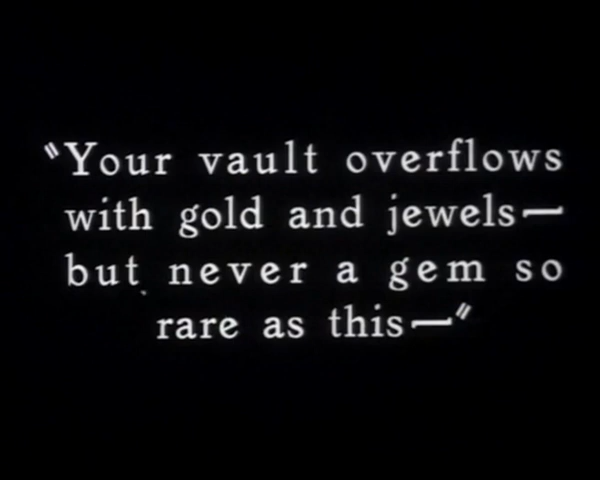 "Your vault overflows
with gold and jewels—
but never a gem so
rare as this—"